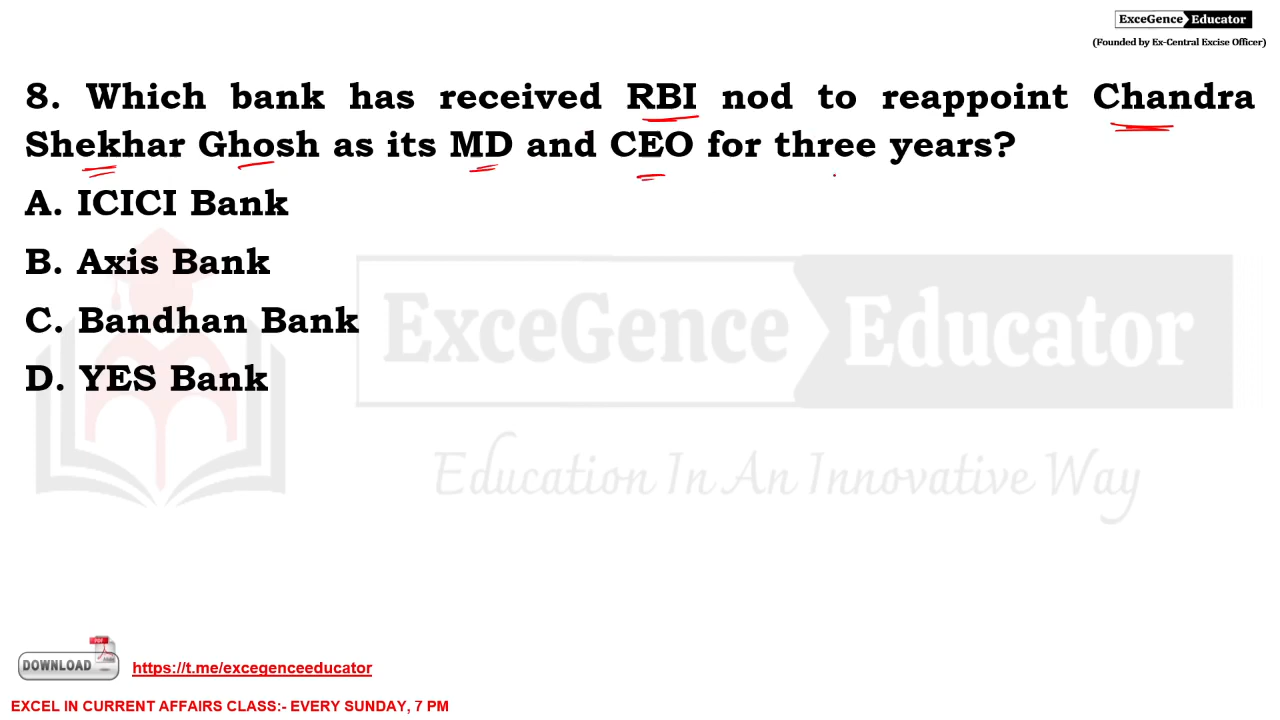 ExceGence Educator
(Founded by Ex-Central Excise Officer)
8. Which bank has received RBI nod to reappoint Chandra
Shekhar Ghosh as its MD and CEO for three years?
A. ICICI Bank
B. Axis Bank
C. Bandhan Bank
D. YES Bank
ExceGence Educator
Education In An Innovative Way
PDF
DOWNLOAD
https://t.me/excegenceeducator
EXCEL IN CURRENT AFFAIRS CLASS:- EVERY SUNDAY, 7 PM